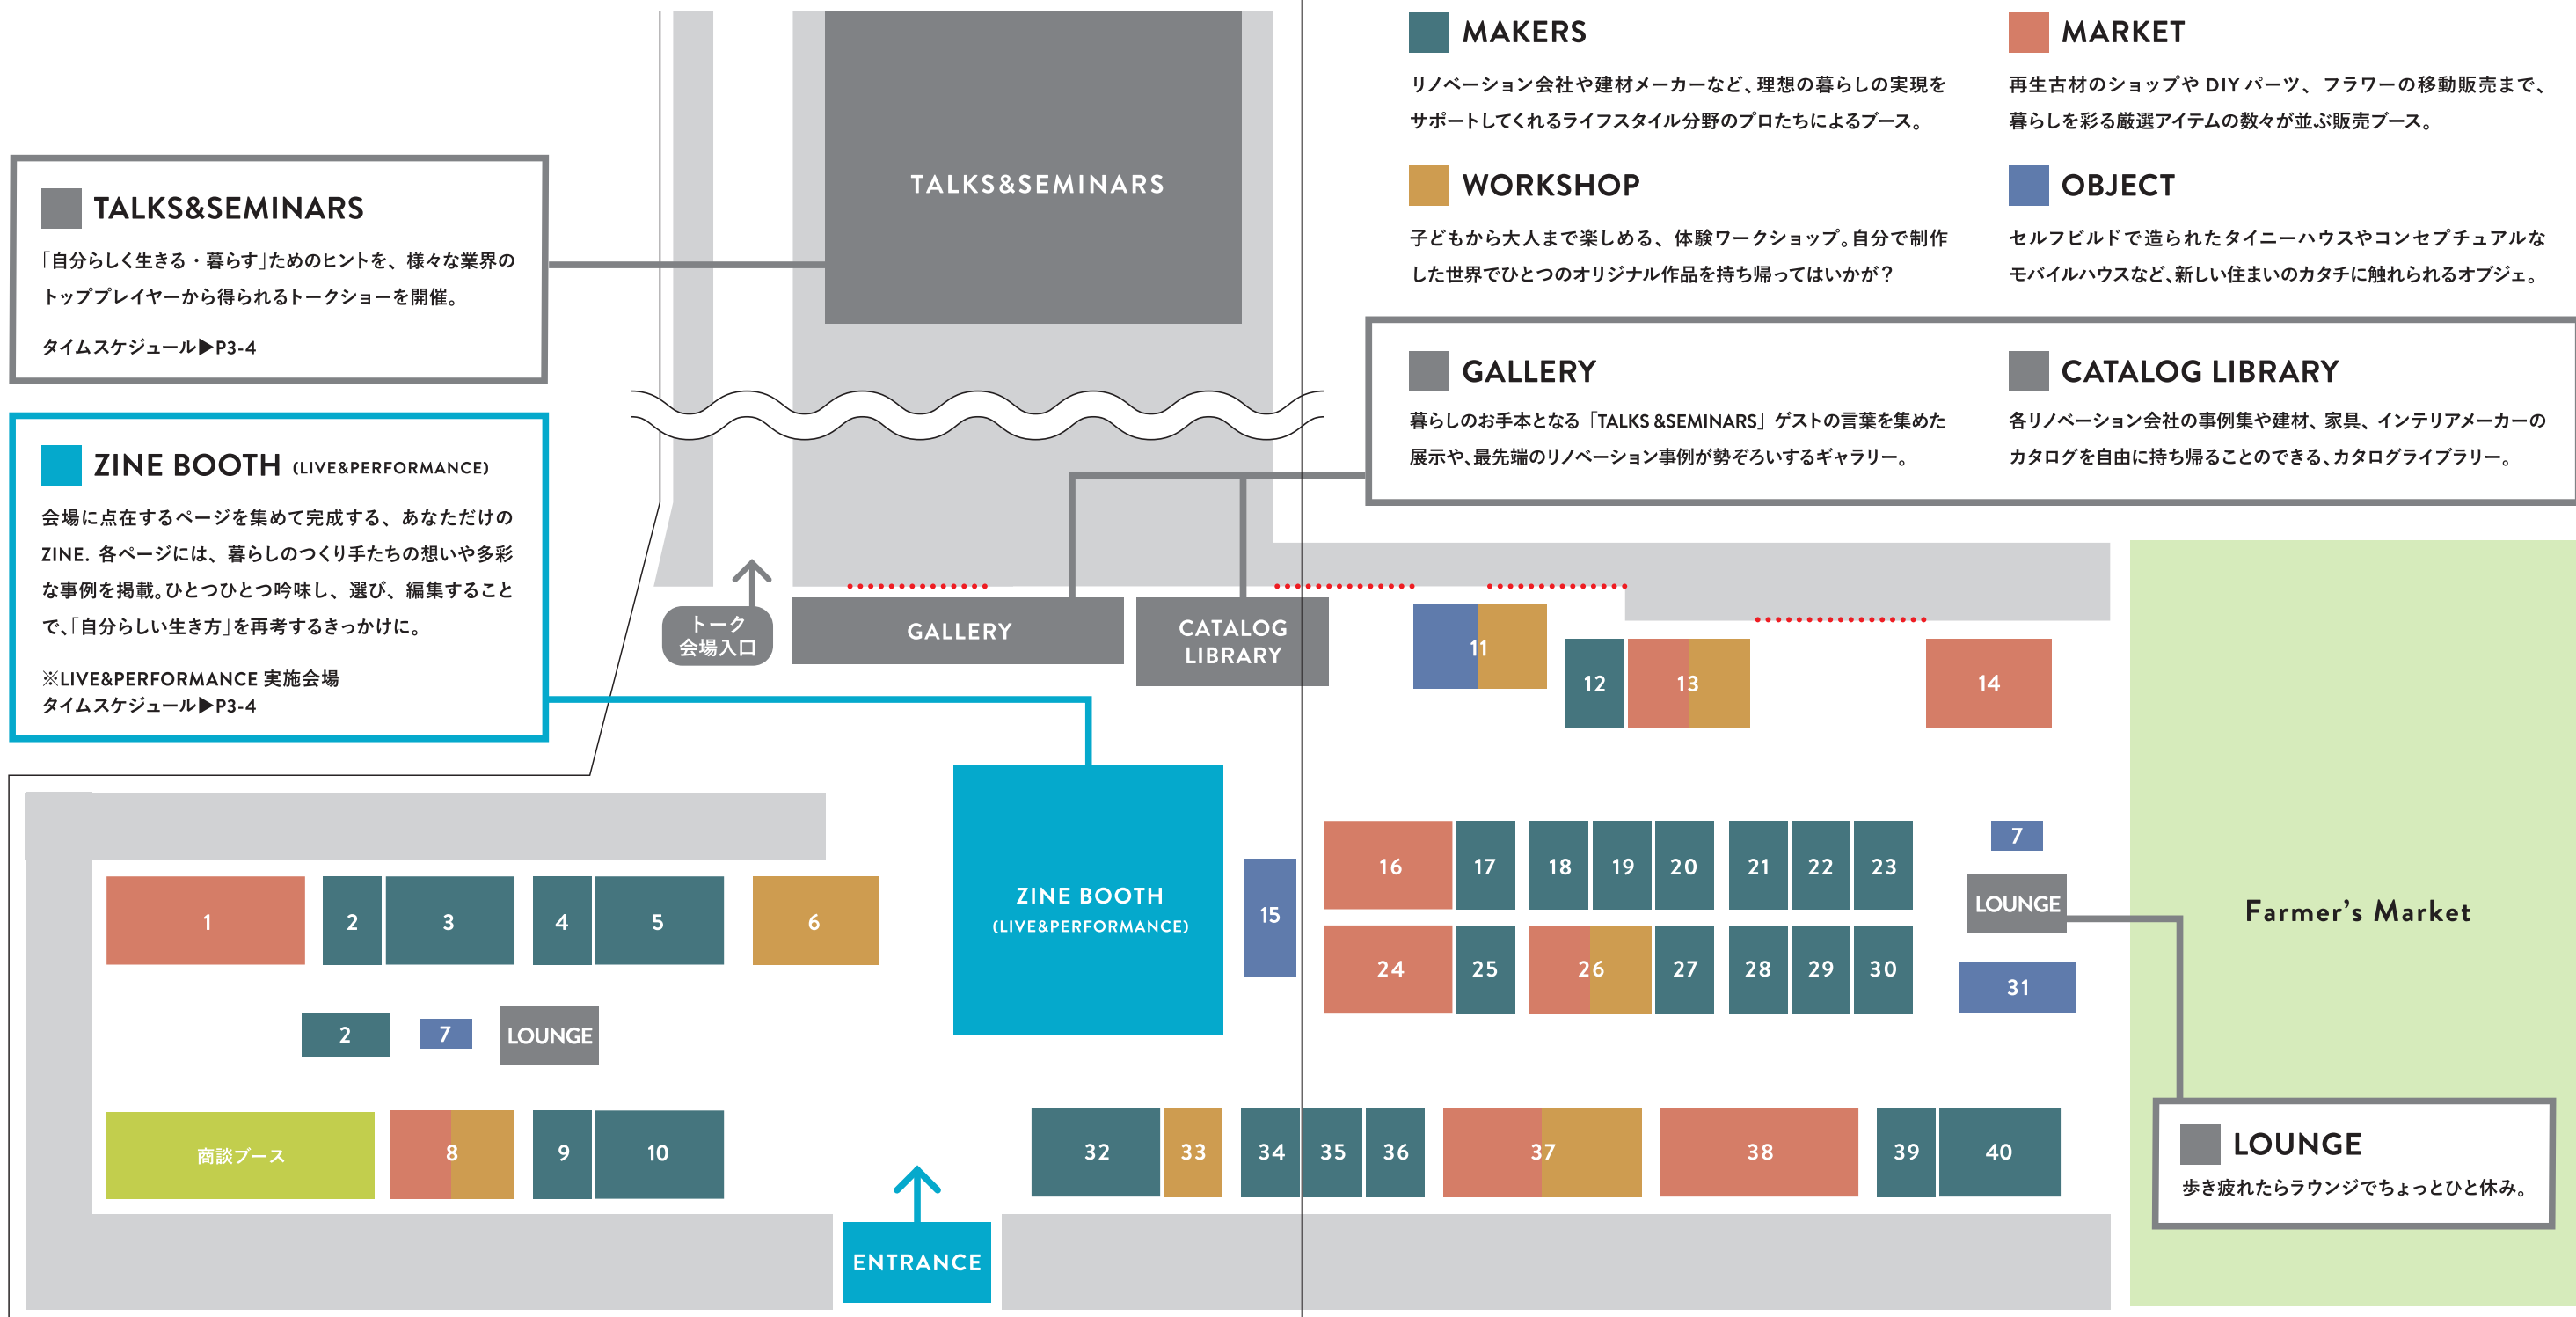 MAKERS
リノベーション会社や建材メーカーなど、理想の暮らしの実現を
サポートしてくれるライフスタイル分野のプロたちによるブース。
MARKET
再生古材のショップや DIY パーツ、フラワーの移動販売まで、
暮らしを彩る厳選アイテムの数々が並ぶ販売ブース。
WORKSHOP
子どもから大人まで楽しめる、体験ワークショップ。自分で制作
した世界でひとつのオリジナル作品を持ち帰ってはいかが？
OBJECT
セルフビルドで造られたタイニーハウスやコンセプチュアルな
モバイルハウスなど、新しい住まいのカタチに触れられるオブジェ。
TALKS&SEMINARS
TALKS&SEMINARS
「自分らしく生きる・暮らす」ためのヒントを、様々な業界の
トッププレイヤーから得られるトークショーを開催。
タイムスケジュール▶P3-4
GALLERY
暮らしのお手本となる「TALKS &SEMINARS」ゲストの言葉を集めた
展示や、最先端のリノベーション事例が勢ぞろいするギャラリー。
CATALOG LIBRARY
各リノベーション会社の事例集や建材、家具、インテリアメーカーの
カタログを自由に持ち帰ることのできる、カタログライブラリー。
ZINE BOOTH (LIVE&PERFORMANCE)
会場に点在するページを集めて完成する、あなただけの
ZINE. 各ページには、暮らしのつくり手たちの想いや多彩
な事例を掲載。ひとつひとつ吟味し、選び、編集すること
で、「自分らしい生き方」を再考するきっかけに。
※LIVE&PERFORMANCE 実施会場
タイムスケジュール▶P3-4
トーク
会場入口
GALLERY
CATALOG
LIBRARY
11
12
13
14
ZINE BOOTH
(LIVE&PERFORMANCE)
15
16
17
18
19
20
21
22
23
7
LOUNGE
Farmer's Market
1
2
3
4
5
6
24
25
26
27
28
29
30
31
2
7
LOUNGE
商談ブース
8
9
10
32
33
34
35
36
37
38
39
40
LOUNGE
歩き疲れたらラウンジでちょっとひと休み。
ENTRANCE